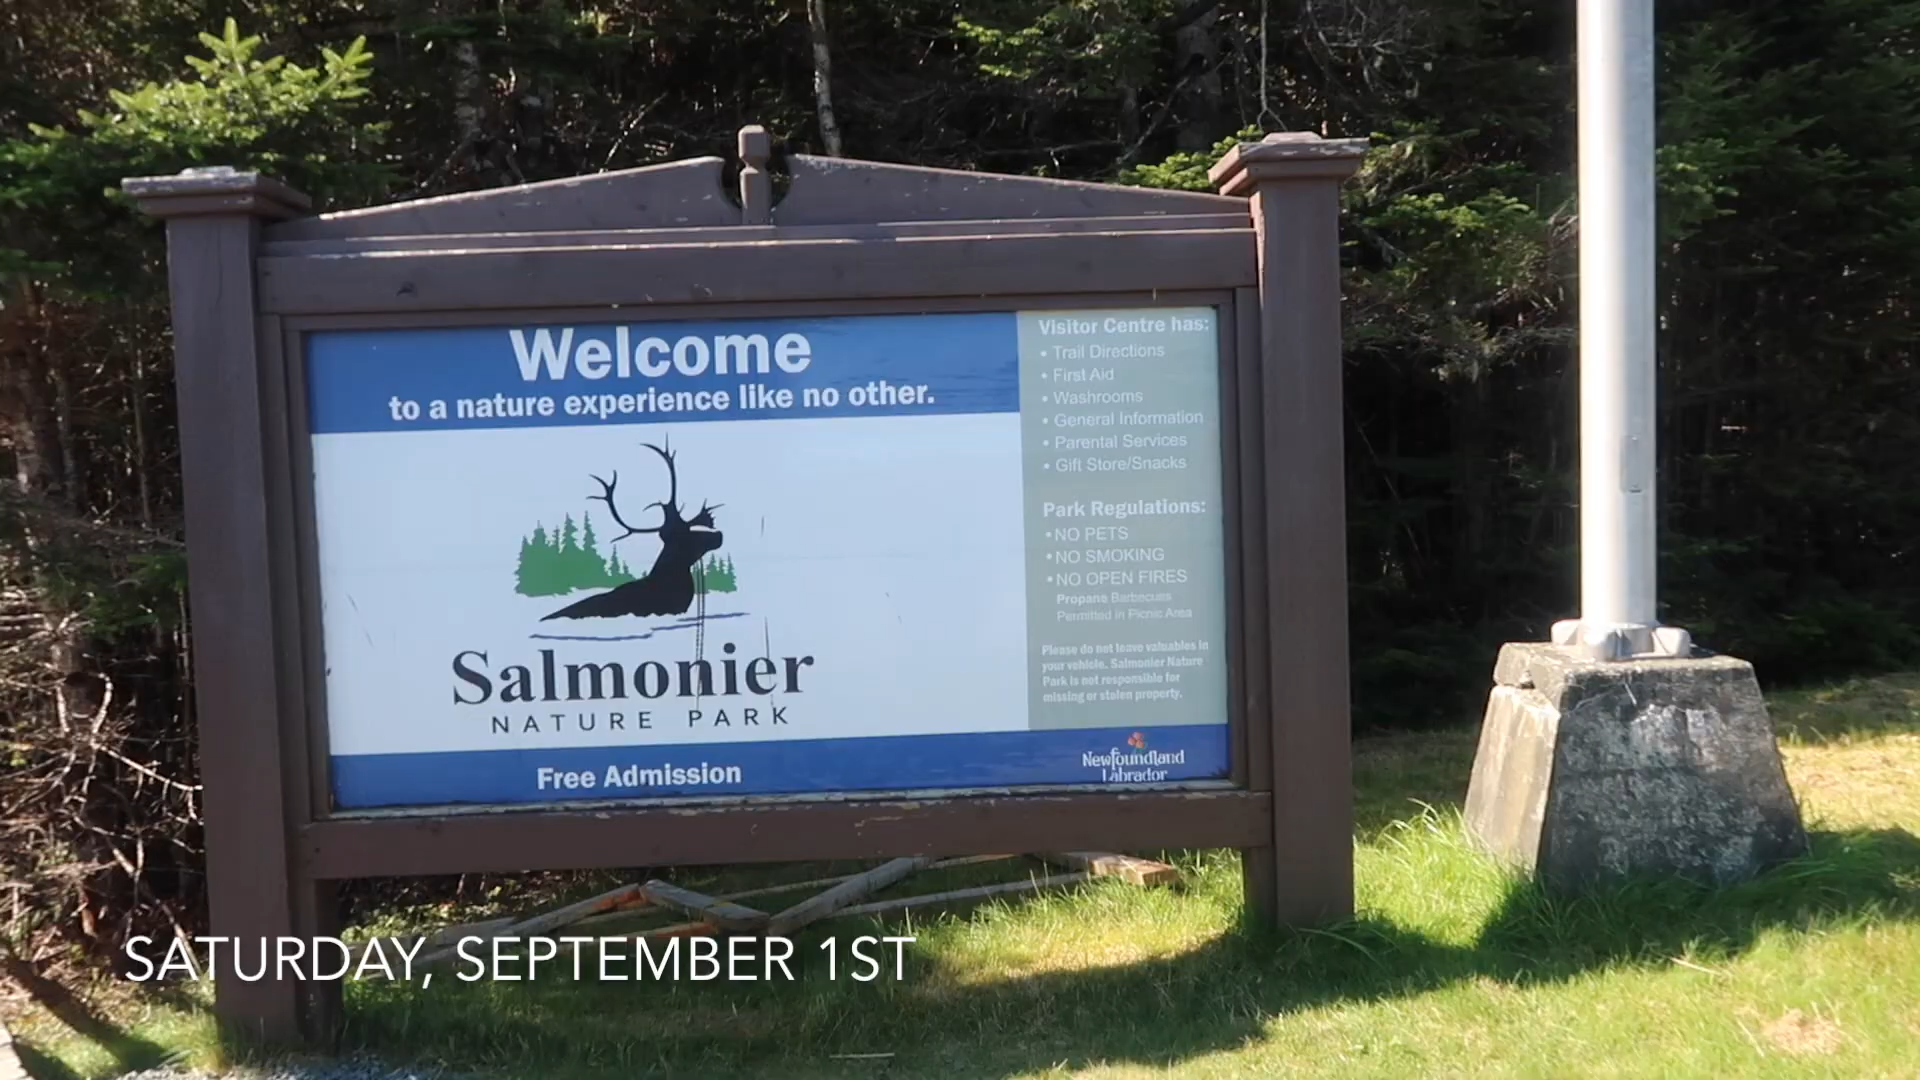 Welcome
to a nature experience like no other.
Salmonier
NATURE PARK
Free Admission
Visitor Centre has:
• Trail Directions
• First Aid
• Washrooms
• General Information
• Parental Services
• Gift Store/Snacks
Park Regulations:
• NO PETS
• NO SMOKING
• NO OPEN FIRES
Propane Barbecues
Permitted in Picnic Area
Please do not leave valuables in
your vehicle. Salmonier Nature
Park is not responsible for
missing or stolen property.
Newfoundland
Labrador
SATURDAY, SEPTEMBER 1ST